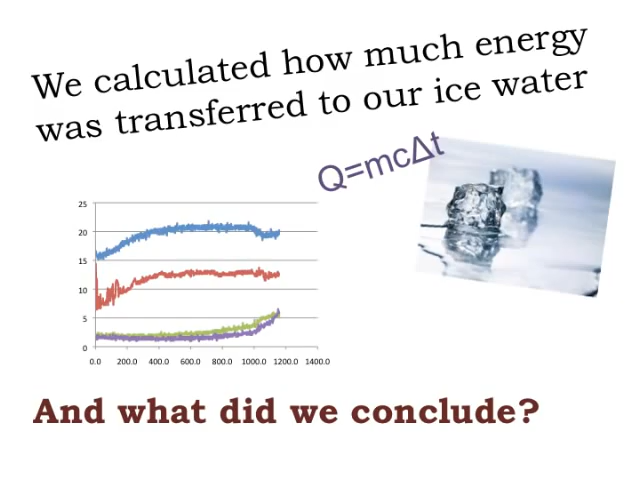 We calculated how much energy
was transferred to our ice water
Q=mcΔt
25
20
15
10
5
0
0.0 200.0 400.0 600.0 800.0 1000.0 1200.0 1400.0
And what did we conclude?